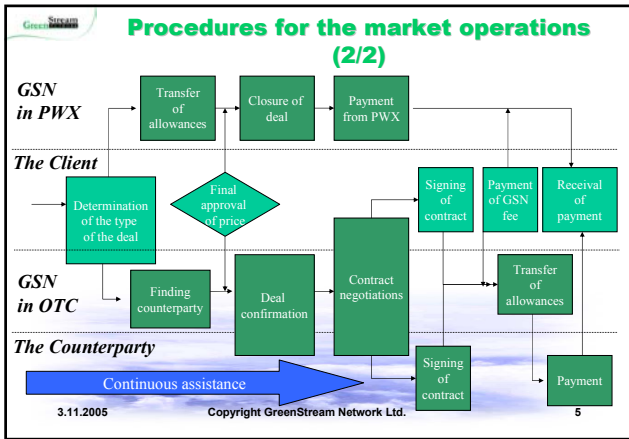 GreenStream
Procedures for the market operations
(2/2)
GSN
in PWX
Transfer
of
allowances
Closure of
deal
Payment
from PWX
The Client
Determination
of the type
of the deal
Final
approval
of price
Signing
of
contract
Payment
of GSN
fee
Receival
of
payment
GSN
in OTC
Finding
counterparty
Deal
confirmation
Contract
negotiations
Transfer
of
allowances
The Counterparty
Continuous assistance
Signing
of
contract
Payment
3.11.2005
Copyright GreenStream Network Ltd.
5